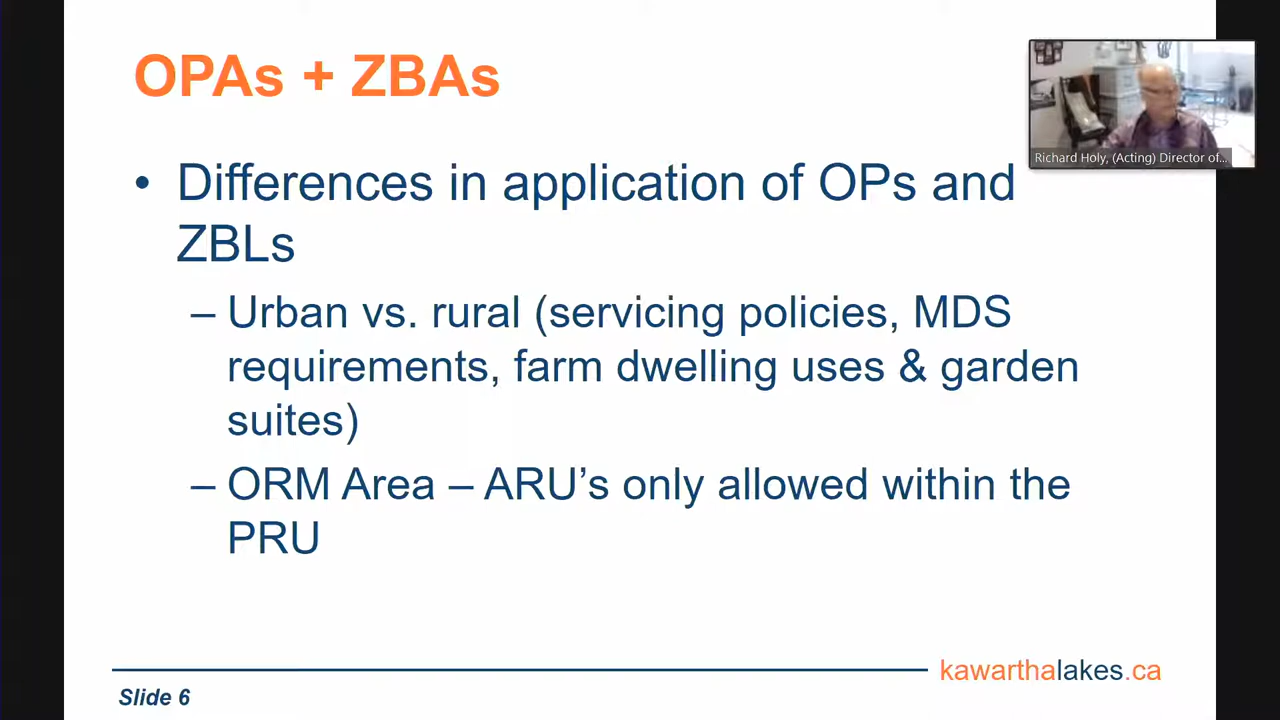 OPAs + ZBAs
Richard Holy, (Acting) Director of...
• Differences in application of OPs and
ZBLs
– Urban vs. rural (servicing policies, MDS
requirements, farm dwelling uses & garden
suites)
– ORM Area – ARU’s only allowed within the
PRU
kawarthalakes.ca
Slide 6